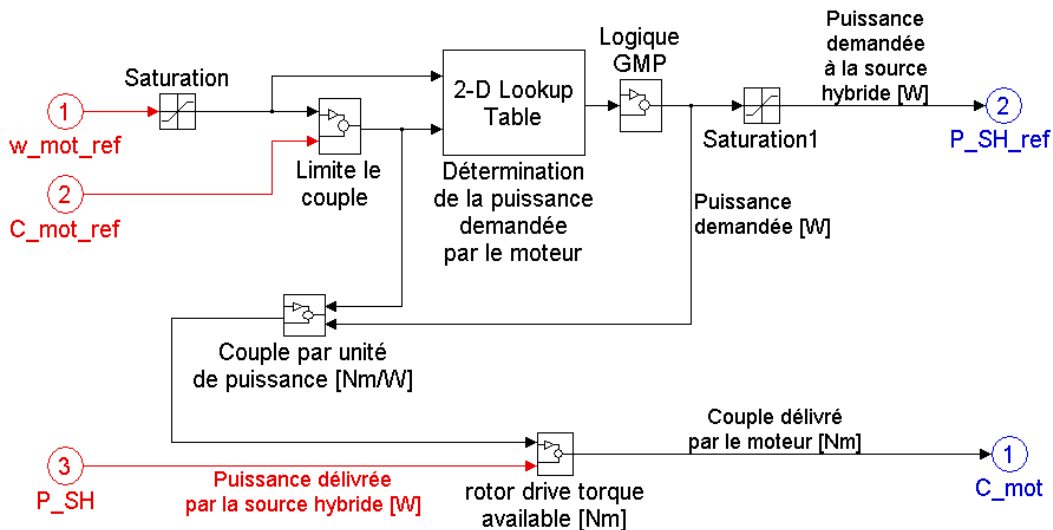 Puissance
demandée
à la source
hybride [W]
Logique
GMP
Saturation
1
w_mot_ref
2-D Lookup
Table
Saturation1
2
P_SH_ref
2
C_mot_ref
Limite le
couple
Détermination
de la puissance
demandée
par le moteur
Puissance
demandée [W]
Couple par unité
de puissance [Nm/W]
Couple délivré
par le moteur [Nm]
3
P_SH
Puissance délivrée
par la source hybride [W]
rotor drive torque
available [Nm]
1
C_mot